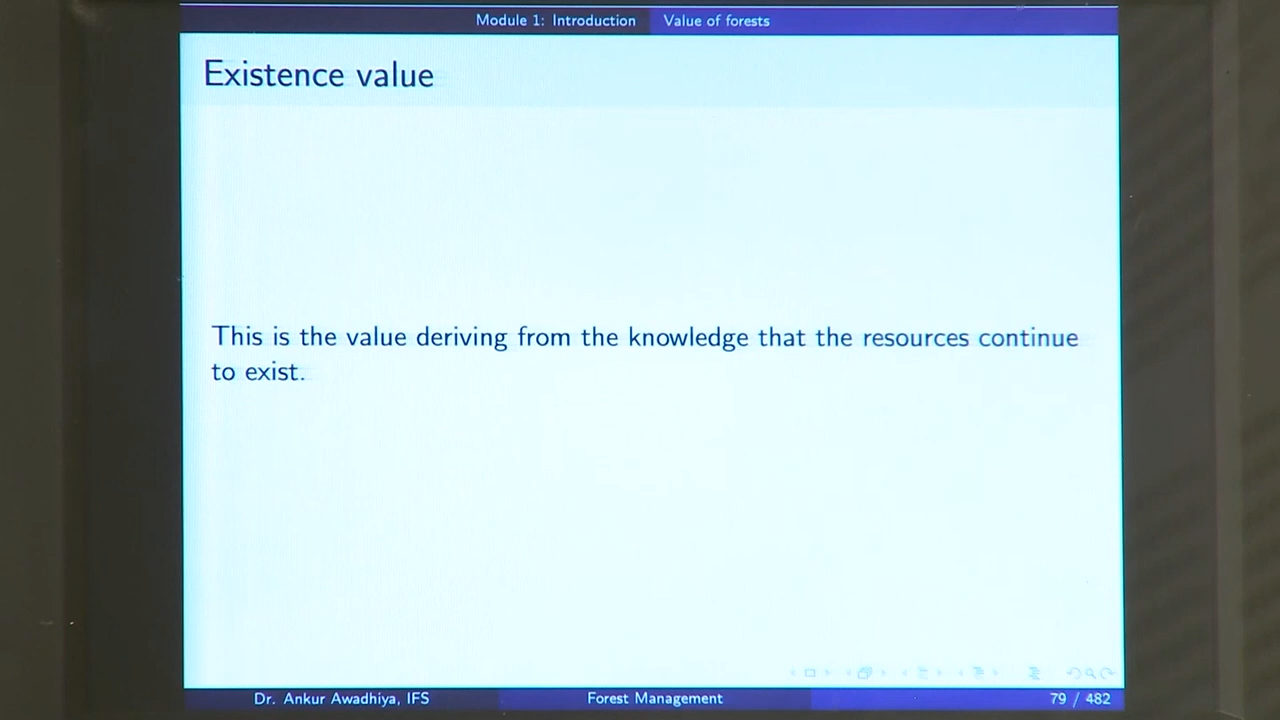 Module 1: Introduction Value of forests
Existence value
This is the value deriving from the knowledge that the resources continue
to exist.
Dr. Ankur Awadhiya, IFS Forest Management 79 / 482